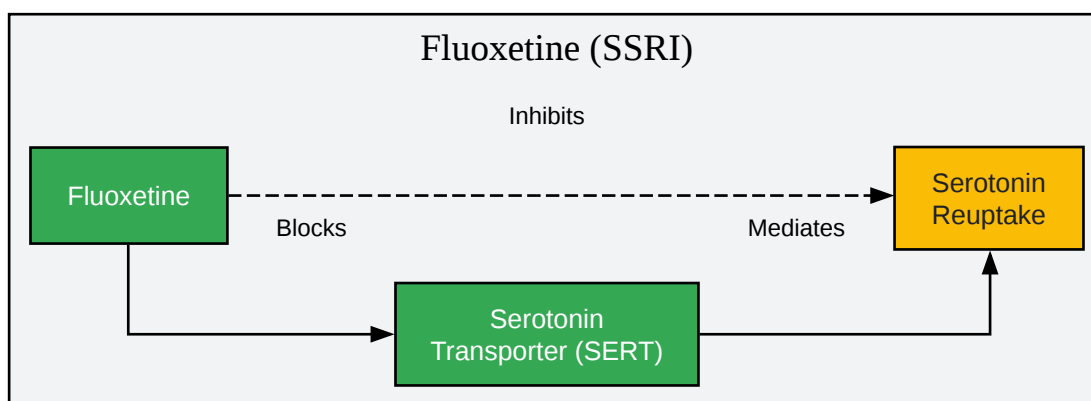 Fluoxetine (SSRI)
Inhibits
Fluoxetine
Serotonin
Reuptake
Blocks
Mediates
Serotonin
Transporter (SERT)